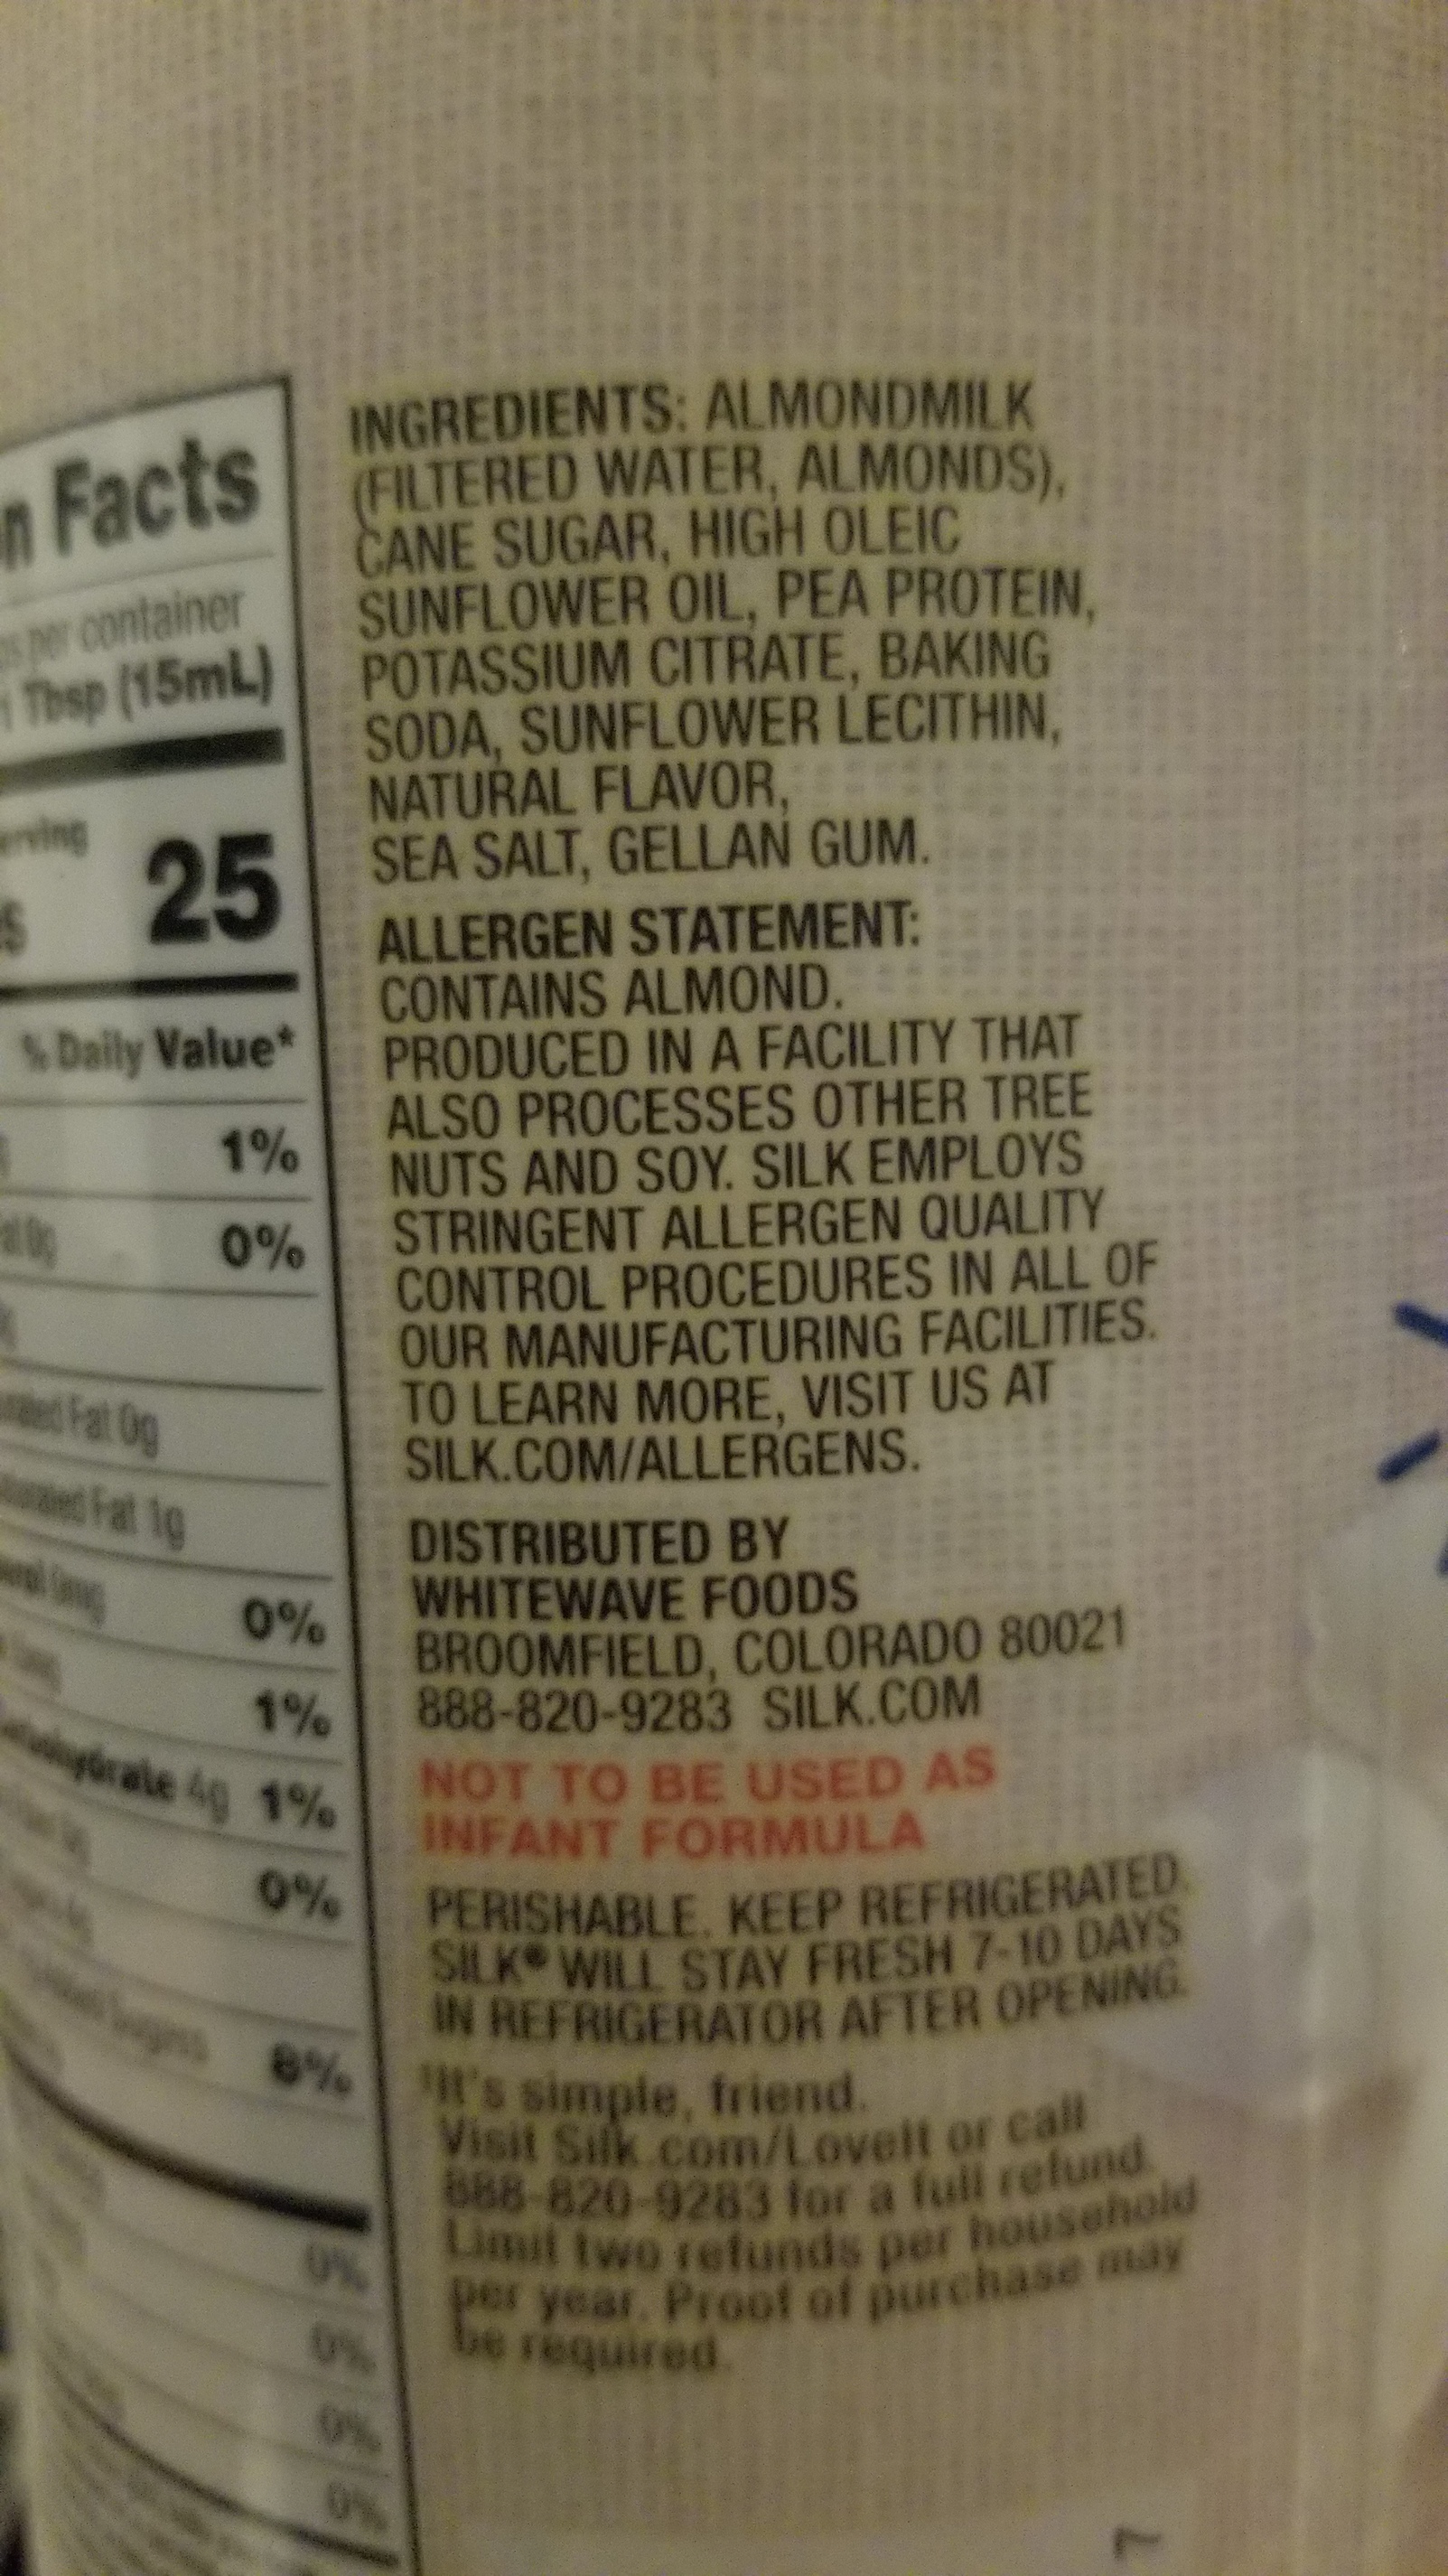 Facts
per container
Tbsp (15mL)
25
% Daily Value*
1%
0%
Fat 0g
Fat 1g
0%
1%
4g 1%
0%
8%
0%
0%
0%
0%
INGREDIENTS: ALMONDMILK
(FILTERED WATER, ALMONDS),
CANE SUGAR, HIGH OLEIC
SUNFLOWER OIL, PEA PROTEIN,
POTASSIUM CITRATE, BAKING
SODA, SUNFLOWER LECITHIN,
NATURAL FLAVOR,
SEA SALT, GELLAN GUM.
ALLERGEN STATEMENT:
CONTAINS ALMOND.
PRODUCED IN A FACILITY THAT
ALSO PROCESSES OTHER TREE
NUTS AND SOY. SILK EMPLOYS
STRINGENT ALLERGEN QUALITY
CONTROL PROCEDURES IN ALL OF
OUR MANUFACTURING FACILITIES.
TO LEARN MORE, VISIT US AT
SILK.COM/ALLERGENS.
DISTRIBUTED BY
WHITEWAVE FOODS
BROOMFIELD, COLORADO 80021
888-820-9283 SILK.COM
NOT TO BE USED AS
INFANT FORMULA
PERISHABLE. KEEP REFRIGERATED.
SILK® WILL STAY FRESH 7-10 DAYS
IN REFRIGERATOR AFTER OPENING.
It's simple, friend.
Visit Silk.com/LoveIt or call
888-820-9283 for a full refund.
Limit two refunds per household
per year. Proof of purchase may
be required.